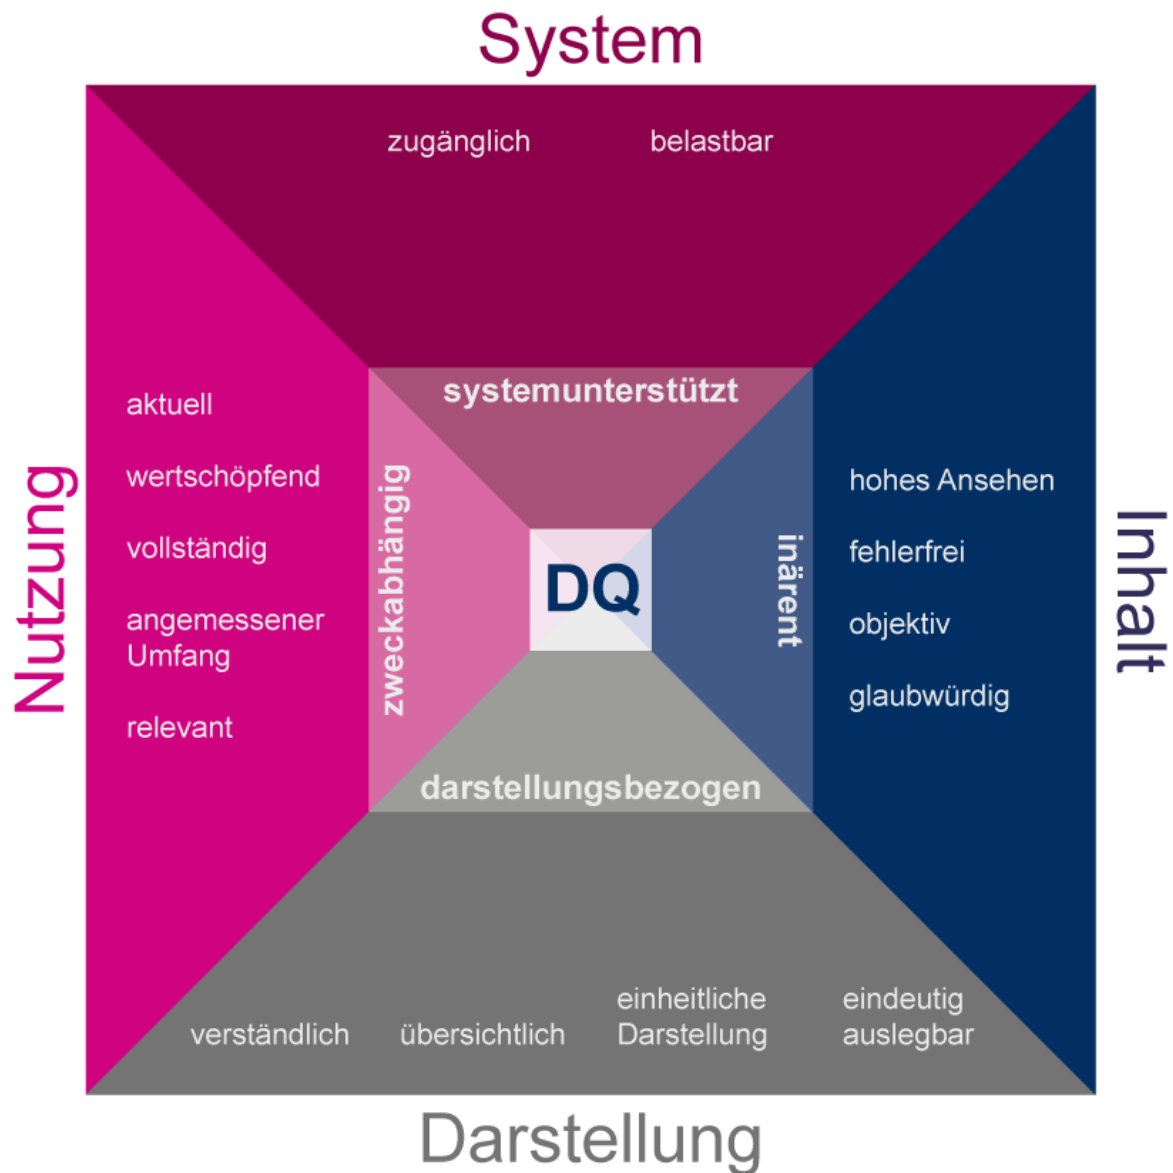 System
zugänglich
belastbar
systemunterstützt
Nutzung
aktuell
wertschöpfend
vollständig
angemessener
Umfang
relevant
zweckabhängig
DQ
inärent
hohes Ansehen
fehlerfrei
objektiv
glaubwürdig
Inhalt
darstellungsbezogen
verständlich
übersichtlich
einheitliche
Darstellung
eindeutig
auslegbar
Darstellung